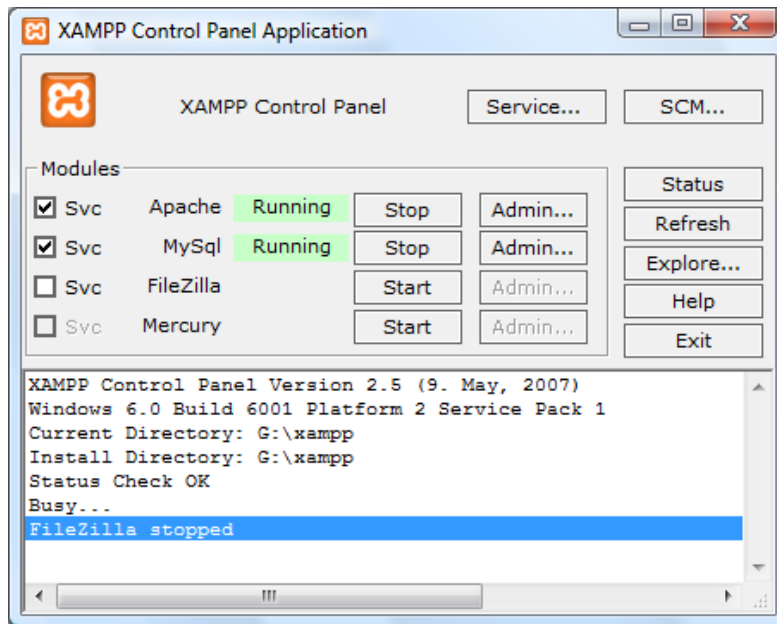 XAMPP Control Panel Application
XAMPP Control Panel Service... SCM...
Modules
Svc Apache Running Stop Admin...
Svc MySql Running Stop Admin...
Svc FileZilla Start Admin...
Svc Mercury Start Admin...
Status
Refresh
Explore...
Help
Exit
XAMPP Control Panel Version 2.5 (9. May, 2007)
Windows 6.0 Build 6001 Platform 2 Service Pack 1
Current Directory: G:\xampp
Install Directory: G:\xampp
Status Check OK
Busy...
FileZilla stopped